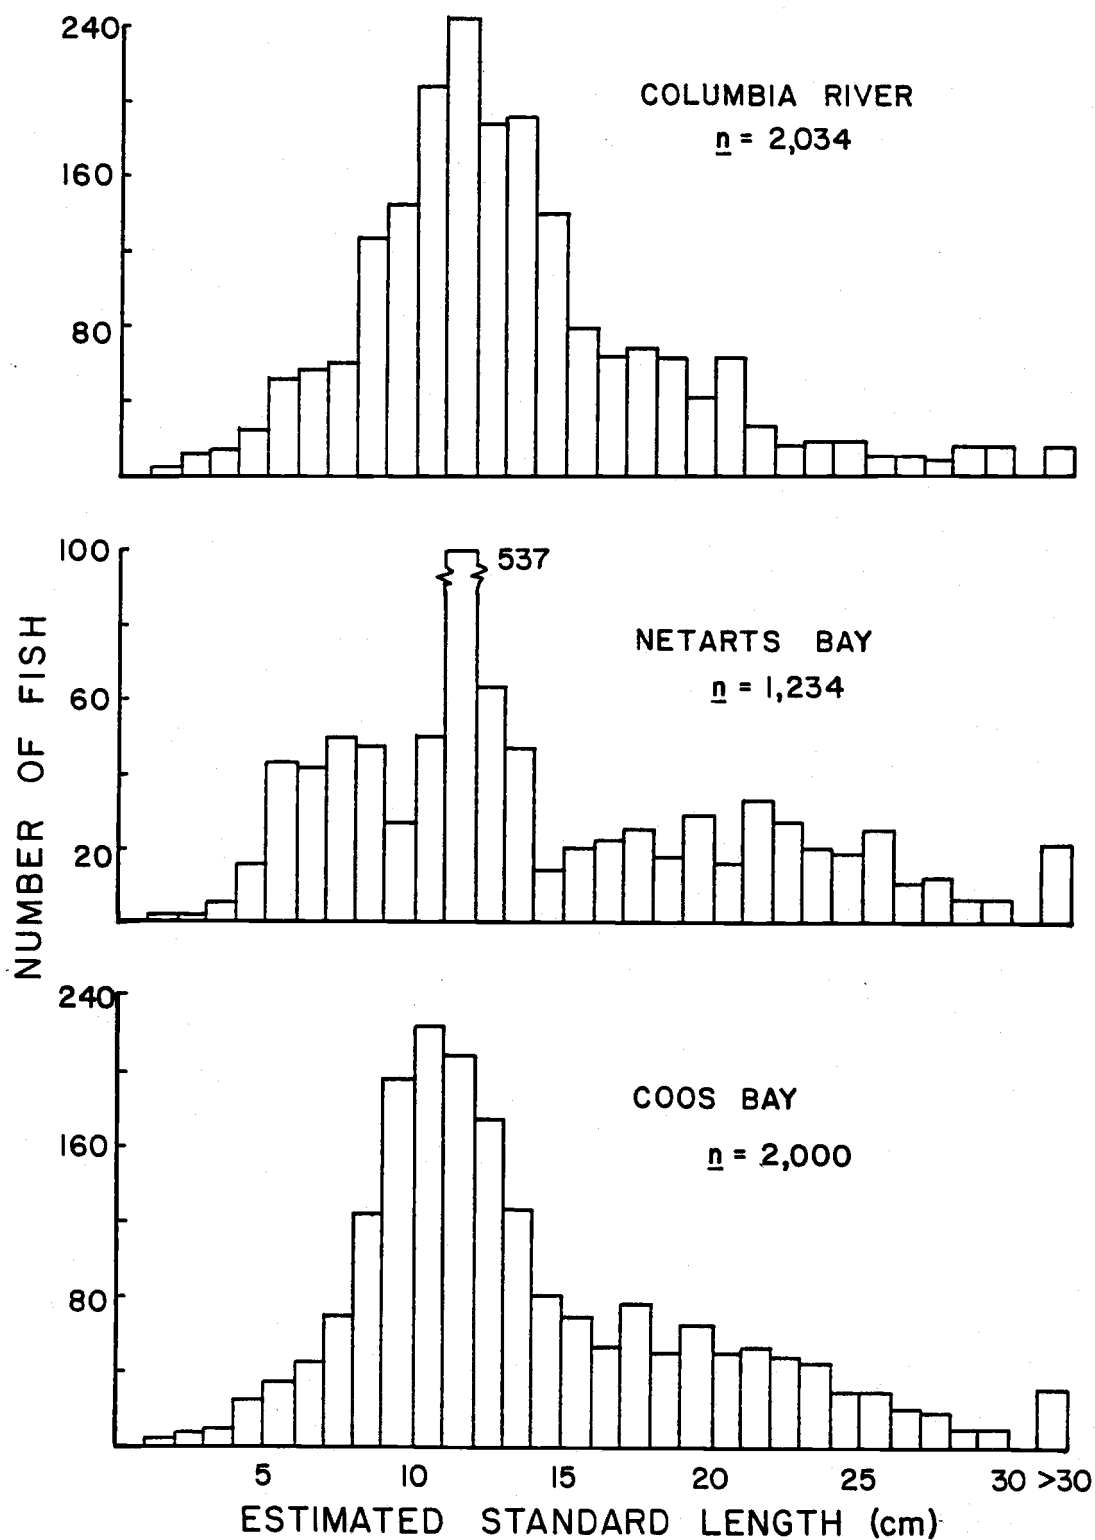 240
160
80
COLUMBIA RIVER
n = 2,034
100
60
20
537
NETARTS BAY
n = 1,234
NUMBER OF FISH
240
160
80
COOS BAY
n = 2,000
5 10 15 20 25 30 >30
ESTIMATED STANDARD LENGTH (cm)